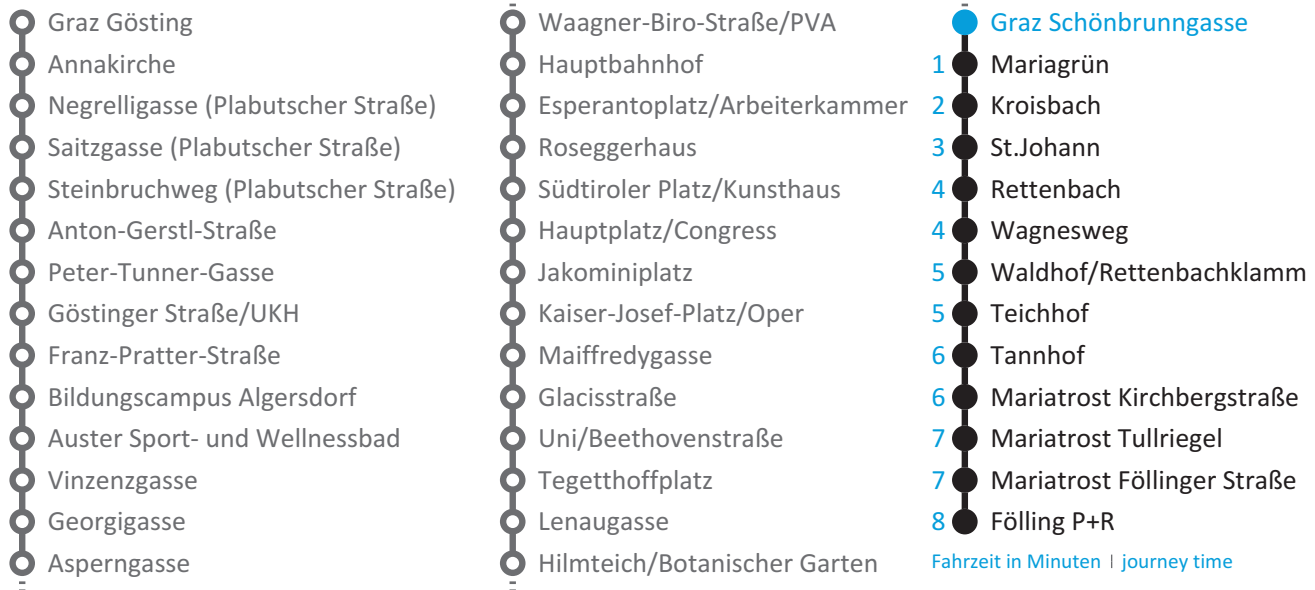 Graz Gösting
Annakirche
Negrelligasse (Plabutscher Straße)
Saitzgasse (Plabutscher Straße)
Steinbruchweg (Plabutscher Straße)
Anton-Gerstl-Straße
Peter-Tunner-Gasse
Göstinger Straße/UKH
Franz-Pratter-Straße
Bildungscampus Algersdorf
Auster Sport- und Wellnessbad
Vinzenzgasse
Georgigasse
Asperngasse
Waagner-Biro-Straße/PVA
Hauptbahnhof
Esperantoplatz/Arbeiterkammer
Roseggerhaus
Südtiroler Platz/Kunsthaus
Hauptplatz/Congress
Jakominiplatz
Kaiser-Josef-Platz/Oper
Maiffredygasse
Glacisstraße
Uni/Beethovenstraße
Tegetthoffplatz
Lenaugasse
Hilmteich/Botanischer Garten
Graz Schönbrunngasse
1 Mariagrün
2 Kroisbach
3 St.Johann
4 Rettenbach
4 Wagnesweg
5 Waldhof/Rettenbachklamm
5 Teichhof
6 Tannhof
6 Mariatrost Kirchbergstraße
7 Mariatrost Tullriegel
7 Mariatrost Föllinger Straße
8 Fölling P+R
Fahrzeit in Minuten | journey time